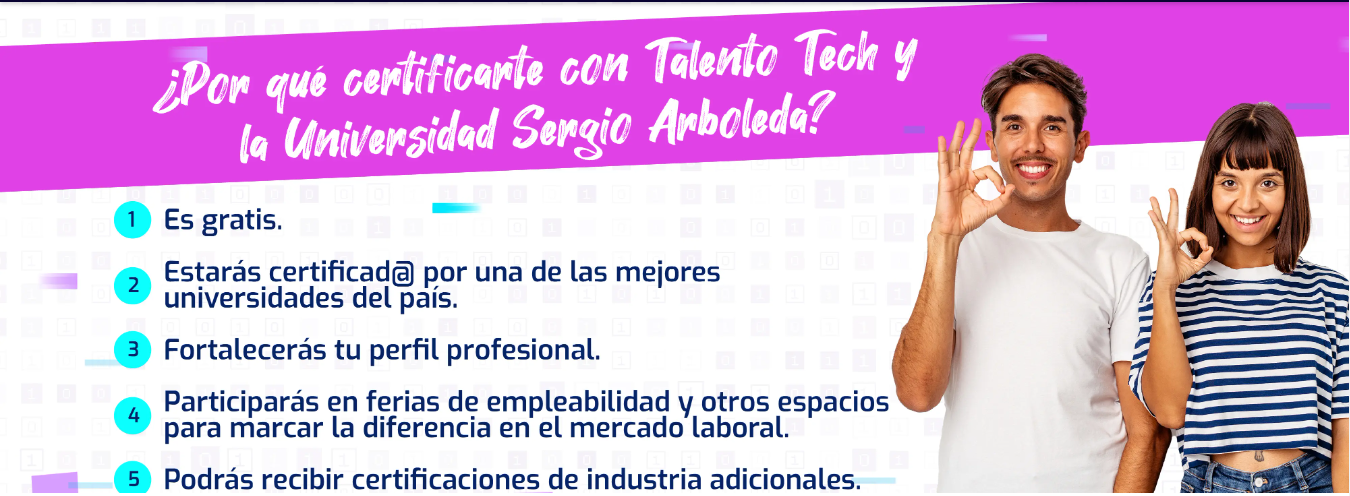 ¿Por qué certificarte con Talento Tech y
la Universidad Sergio Arboleda?
1 Es gratis.
2 Estarás certificad@ por una de las mejores
universidades del país.
3 Fortalecerás tu perfil profesional.
4 Participarás en ferias de empleabilidad y otros espacios
para marcar la diferencia en el mercado laboral.
5 Podrás recibir certificaciones de industria adicionales.